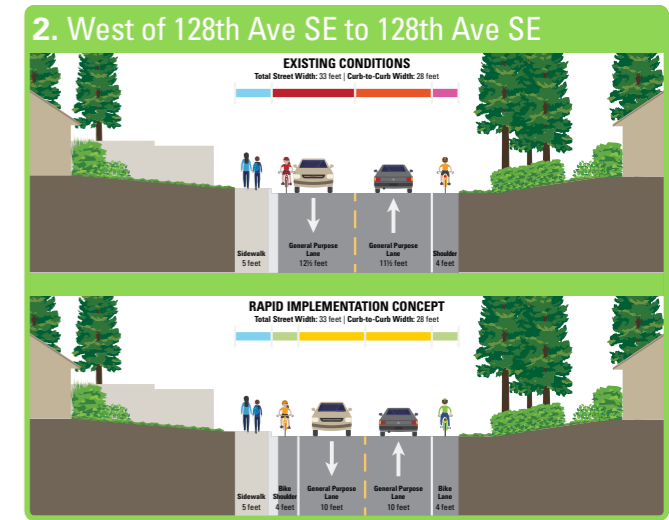 2. West of 128th Ave SE to 128th Ave SE
EXISTING CONDITIONS
Total Street Width: 33 feet | Curb-to-Curb Width: 28 feet
Sidewalk
5 feet
General Purpose
Lane
12½ feet
General Purpose
Lane
11½ feet
Shoulder
4 feet
RAPID IMPLEMENTATION CONCEPT
Total Street Width: 33 feet | Curb-to-Curb Width: 28 feet
Sidewalk
5 feet
Bike
Shoulder
4 feet
General Purpose
Lane
10 feet
General Purpose
Lane
10 feet
Bike
Lane
4 feet